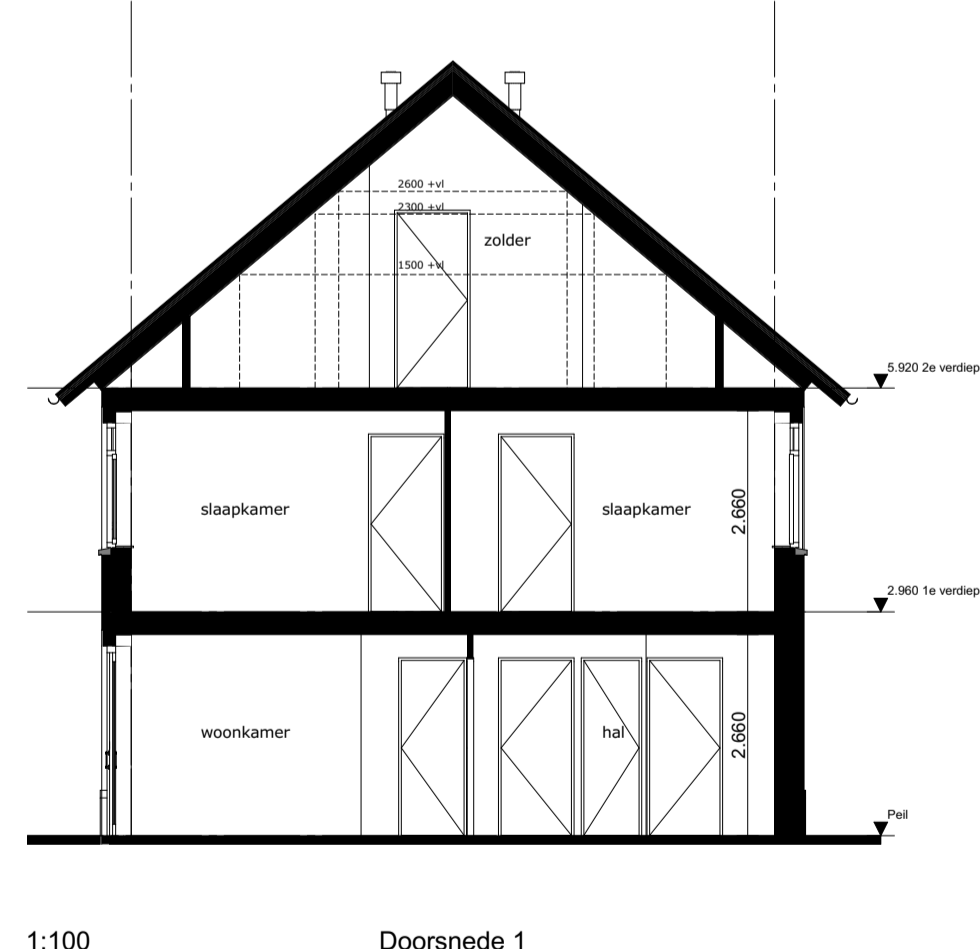 2600 +vl
2300 +vl
zolder
1500 +vl
5.920 2e verdiep
slaapkamer
slaapkamer
2.660
2.960 1e verdiep
woonkamer
hal
2.660
Peil
1:100
Doorsnede 1